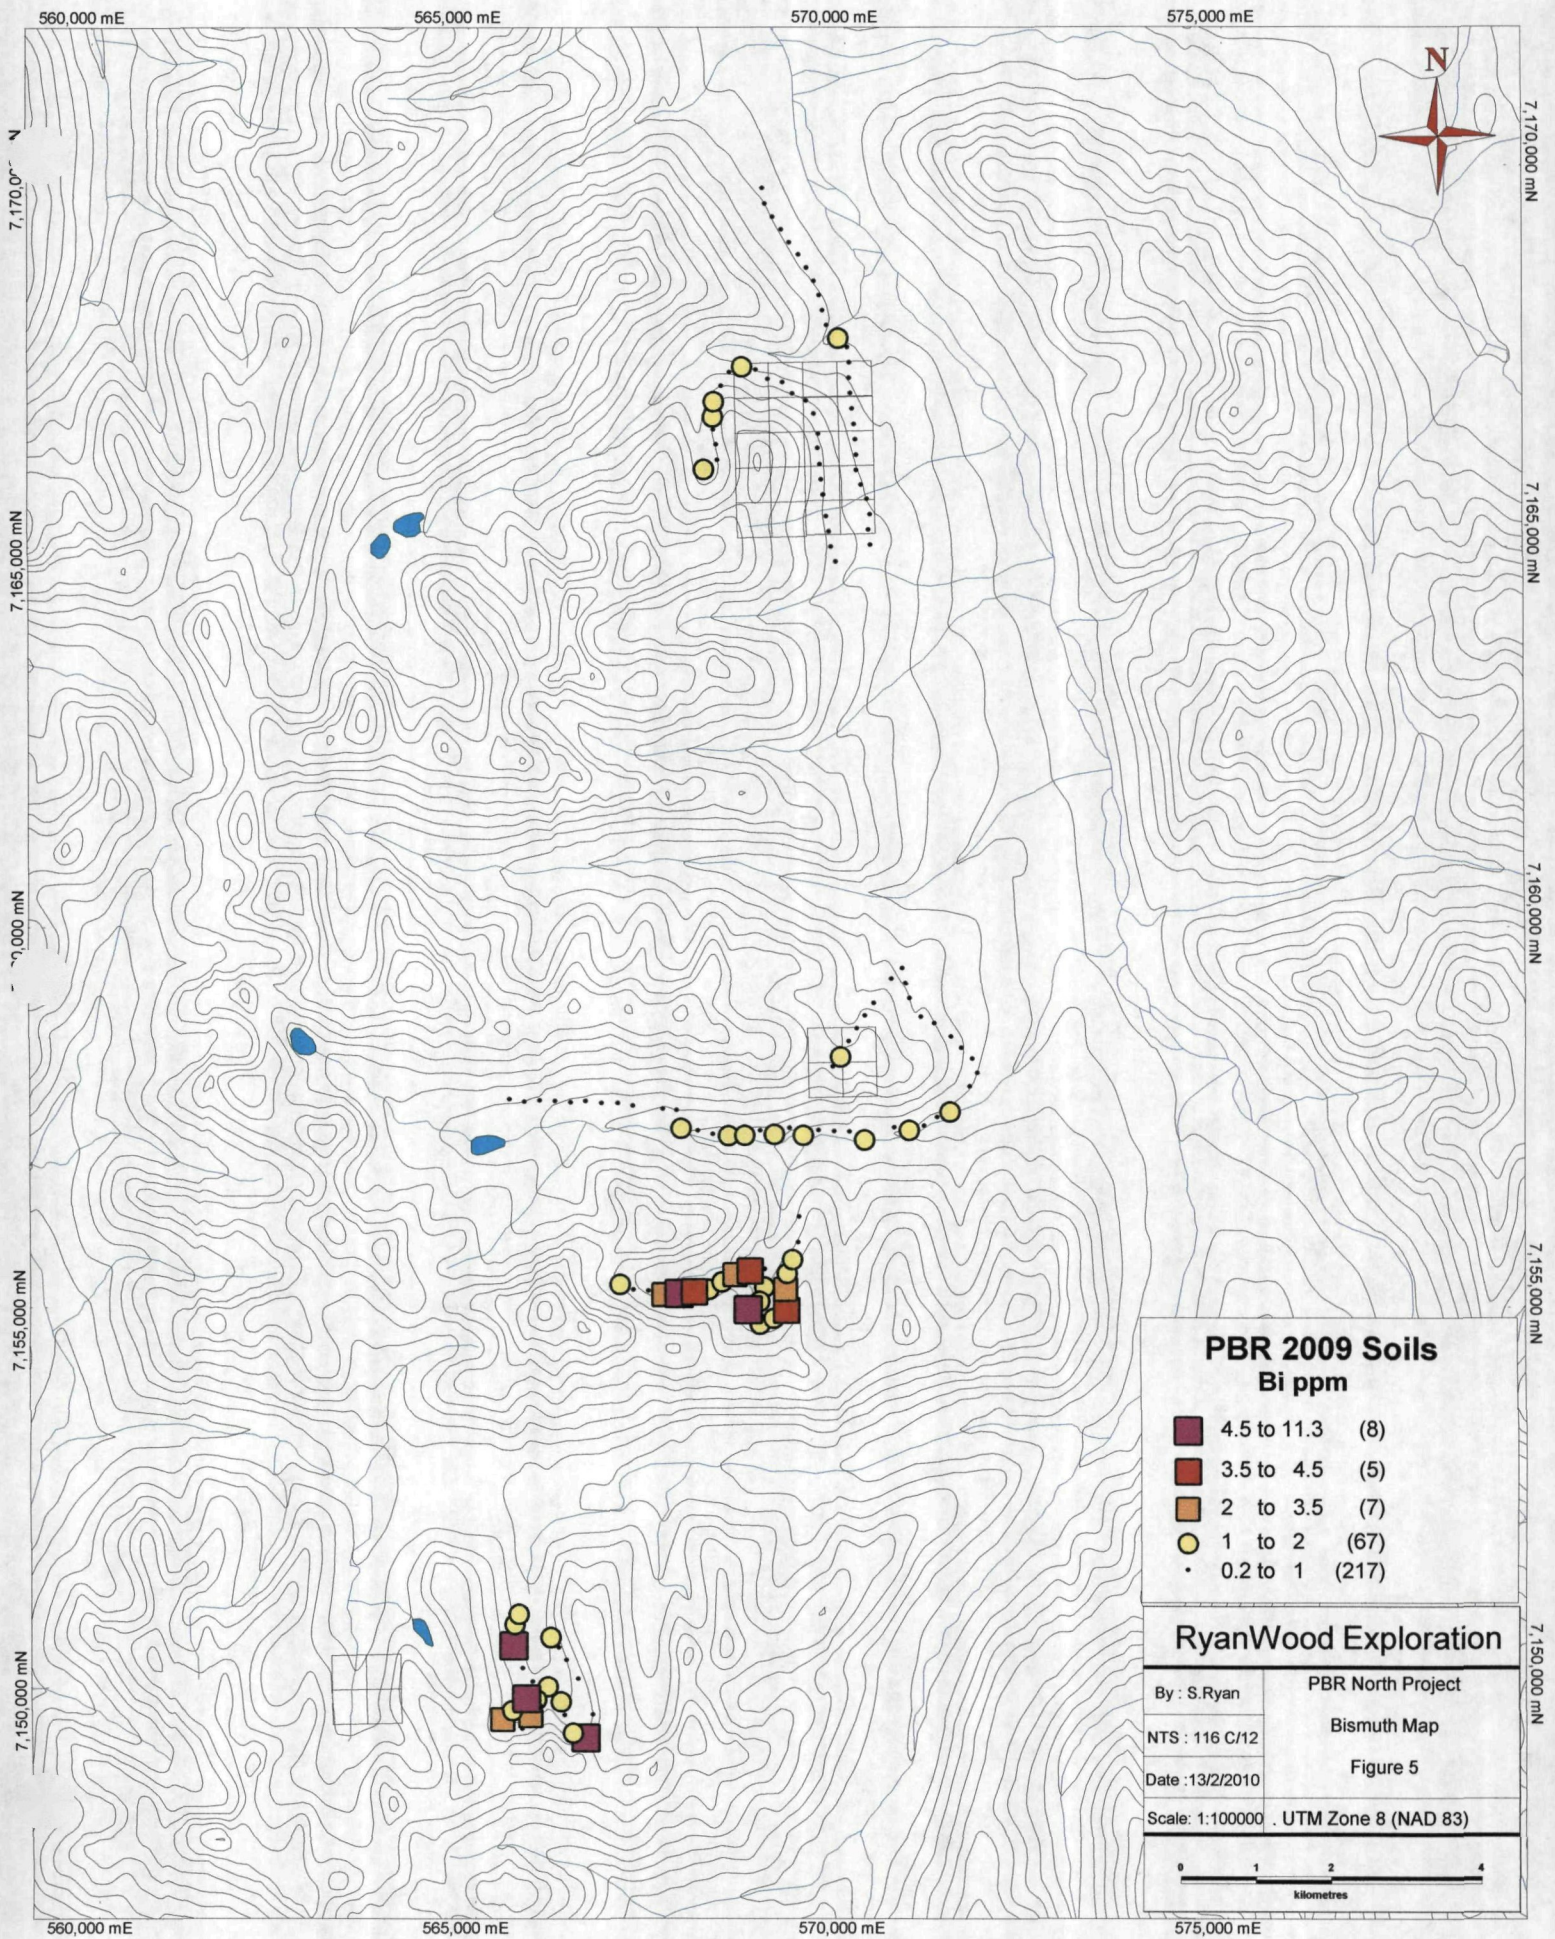 560,000 mE 565,000 mE 570,000 mE 575,000 mE
N
7,170,000 mN
7,165,000 mN
7,165,000 mN
7,160,000 mN
7,155,000 mN
7,155,000 mN
7,150,000 mN
7,150,000 mN
PBR 2009 Soils
Bi ppm
4.5 to 11.3 (8)
3.5 to 4.5 (5)
2 to 3.5 (7)
1 to 2 (67)
0.2 to 1 (217)
RyanWood Exploration
By : S.Ryan
PBR North Project
NTS : 116 C/12
Bismuth Map
Date :13/2/2010
Figure 5
Scale: 1:100000 . UTM Zone 8 (NAD 83)
0 1 2 4
kilometres
560,000 mE 565,000 mE 570,000 mE 575,000 mE